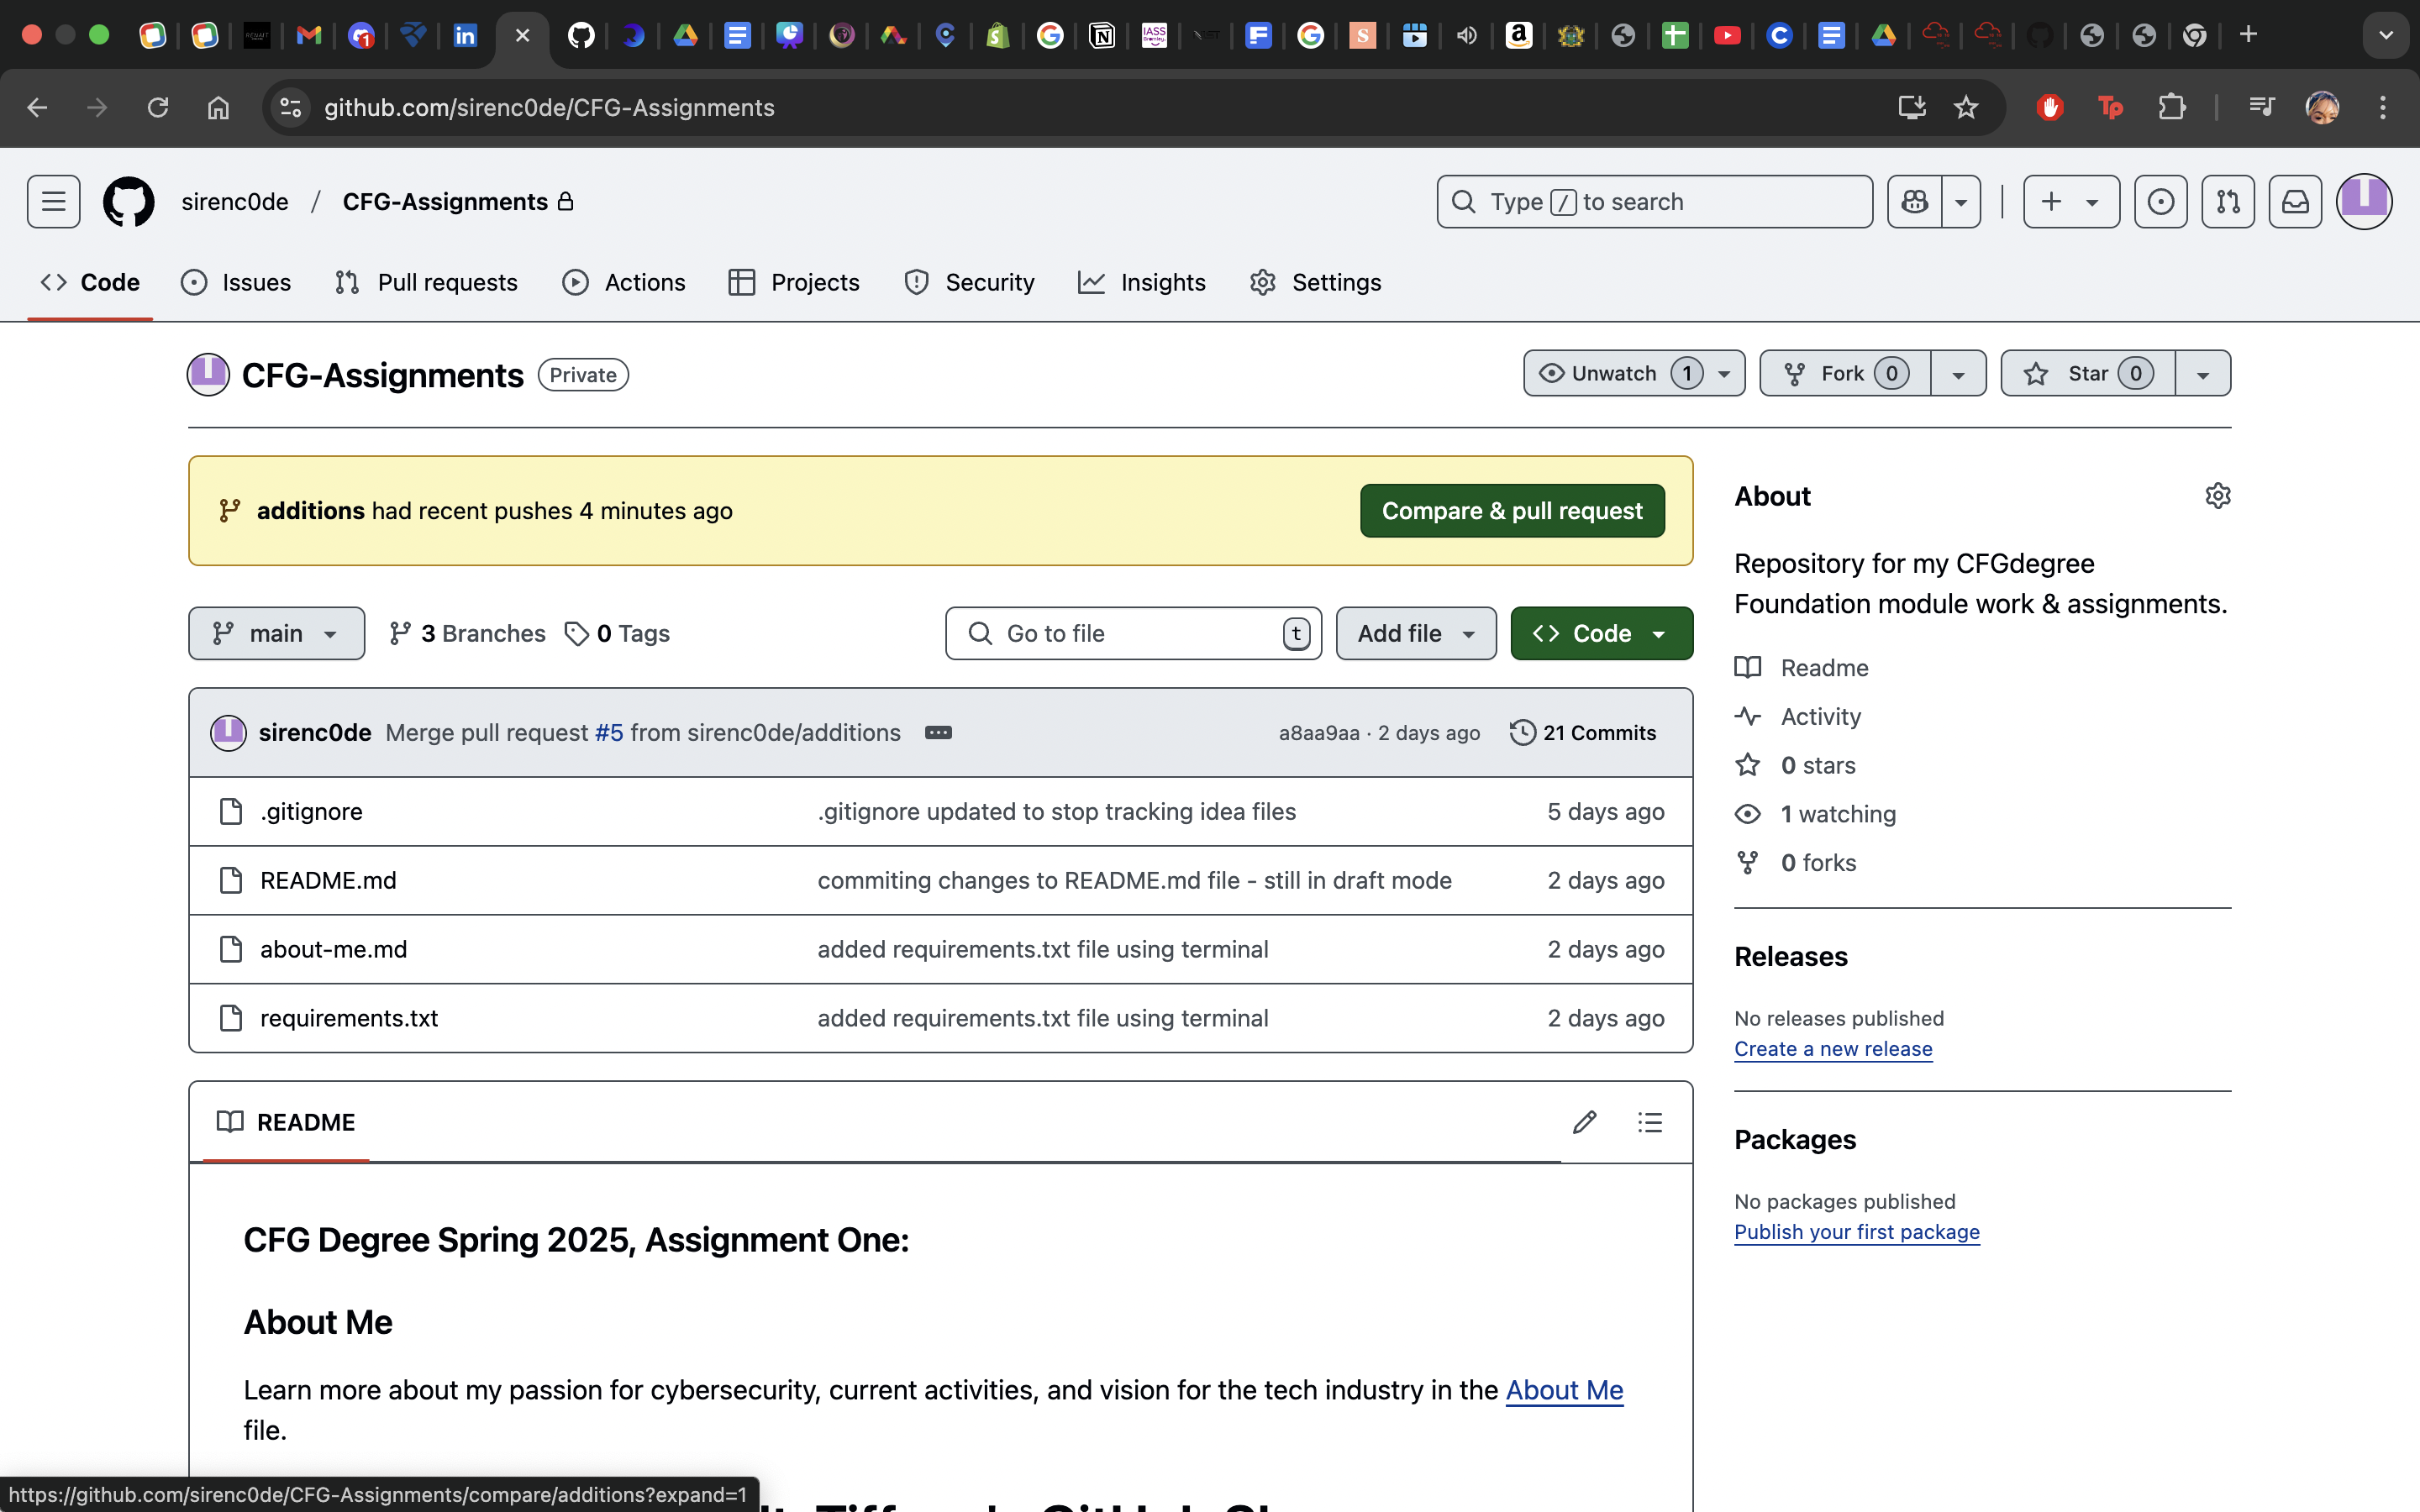 github.com/sirenc0de/CFG-Assignments
sirenc0de / CFG-Assignments
Type / to search
Code Issues Pull requests Actions Projects Security Insights Settings
CFG-Assignments Private
Unwatch 1 Fork 0 Star 0
additions had recent pushes 4 minutes ago
Compare & pull request
main 3 Branches 0 Tags
Go to file t
Add file
Code
sirenc0de Merge pull request #5 from sirenc0de/additions
a8aa9aa · 2 days ago 21 Commits
.gitignore .gitignore updated to stop tracking idea files 5 days ago
README.md commiting changes to README.md file - still in draft mode 2 days ago
about-me.md added requirements.txt file using terminal 2 days ago
requirements.txt added requirements.txt file using terminal 2 days ago
README
CFG Degree Spring 2025, Assignment One:
About Me
Learn more about my passion for cybersecurity, current activities, and vision for the tech industry in the About Me
file.
About
Repository for my CFGdegree
Foundation module work & assignments.
Readme
Activity
0 stars
1 watching
0 forks
Releases
No releases published
Create a new release
Packages
No packages published
Publish your first package
https://github.com/sirenc0de/CFG-Assignments/compare/additions?expand=1